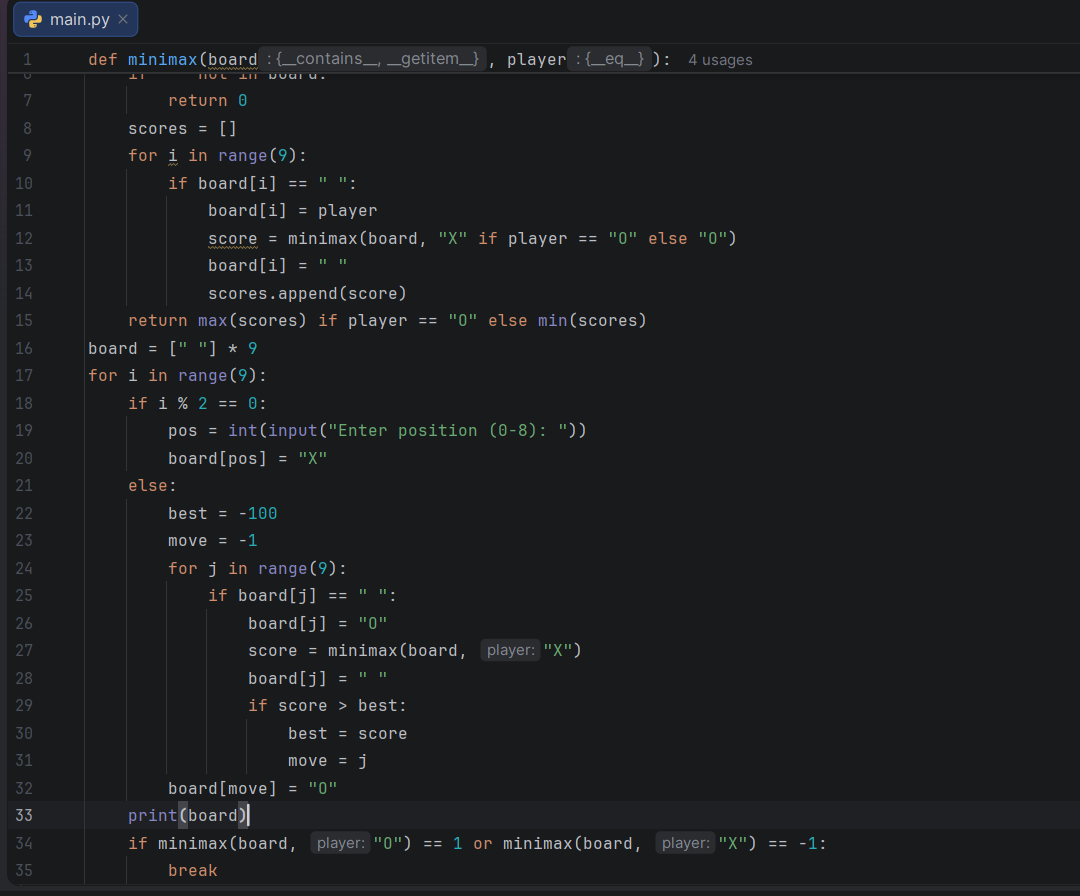 main.py
1 def minimax(board : {__contains__, __getitem__} , player : {__eq__} ): 4 usages
7 return 0
8 scores = []
9 for i in range(9):
10 if board[i] == " ":
11 board[i] = player
12 score = minimax(board, "X" if player == "O" else "O")
13 board[i] = " "
14 scores.append(score)
15 return max(scores) if player == "O" else min(scores)
16 board = [" "] * 9
17 for i in range(9):
18 if i % 2 == 0:
19 pos = int(input("Enter position (0-8): "))
20 board[pos] = "X"
21 else:
22 best = -100
23 move = -1
24 for j in range(9):
25 if board[j] == " ":
26 board[j] = "O"
27 score = minimax(board, player: "X")
28 board[j] = " "
29 if score > best:
30 best = score
31 move = j
32 board[move] = "O"
33 print(board)
34 if minimax(board, player: "O") == 1 or minimax(board, player: "X") == -1:
35 break